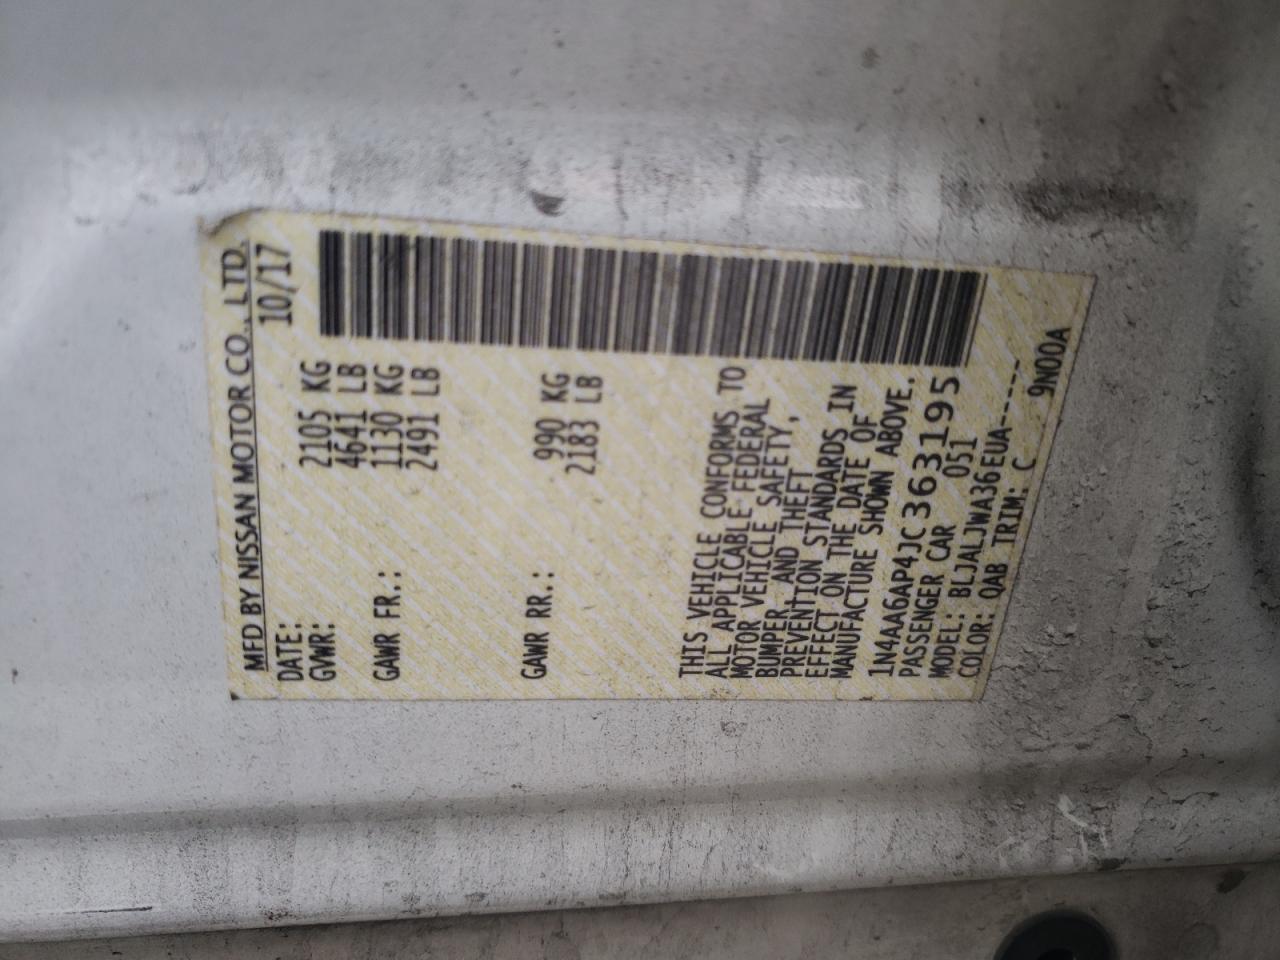 MFD BY NISSAN MOTOR CO., LTD.
DATE: 10/17
GVWR: 2105 KG
4641 LB
GAWR FR.: 1130 KG
2491 LB
GAWR RR.: 990 KG
2183 LB
THIS VEHICLE CONFORMS TO
ALL APPLICABLE FEDERAL
MOTOR VEHICLE SAFETY,
BUMPER, AND THEFT
PREVENTION STANDARDS IN
EFFECT ON THE DATE OF
MANUFACTURE SHOWN ABOVE.
1N4AA6AP4JC363195
PASSENGER CAR 051
MODEL: BLJALJWA36EUA-----
COLOR: QAB TRIM: C 9N00A